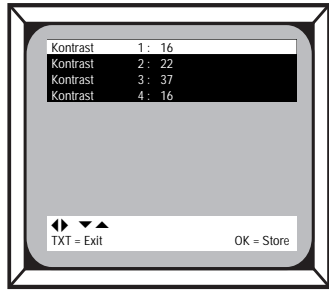 Kontrast 1 : 16
Kontrast 2 : 22
Kontrast 3 : 37
Kontrast 4 : 16
TXT = Exit OK = Store